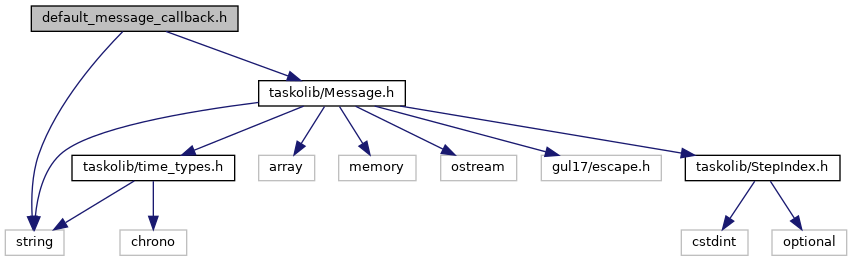 default_message_callback.h
taskolib/Message.h
taskolib/time_types.h
array
memory
ostream
gul17/escape.h
taskolib/StepIndex.h
string
chrono
cstdint
optional